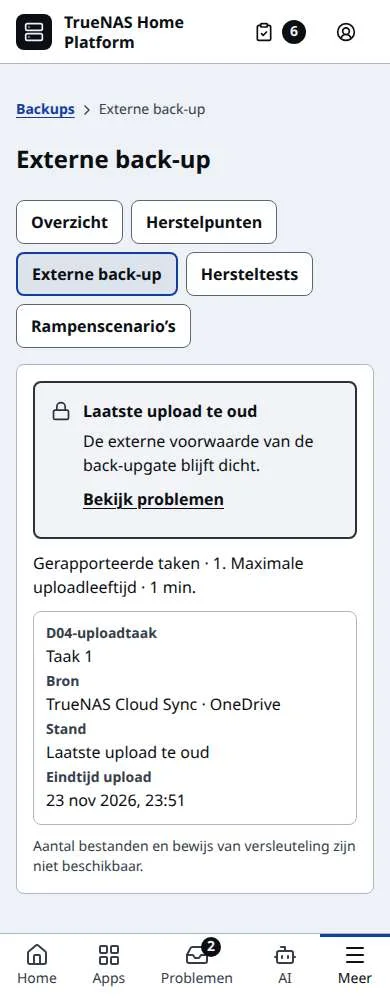 TrueNAS Home
Platform
6
Backups > Externe back-up
Externe back-up
Overzicht
Herstelpunten
Externe back-up
Hersteltests
Rampenscenario’s
Laatste upload te oud
De externe voorwaarde van de
back-upgate blijft dicht.
Bekijk problemen
Gerapporteerde taken · 1. Maximale
uploadleeftijd · 1 min.
D04-uploadtaak
Taak 1
Bron
TrueNAS Cloud Sync · OneDrive
Stand
Laatste upload te oud
Eindtijd upload
23 nov 2026, 23:51
Aantal bestanden en bewijs van versleuteling zijn
niet beschikbaar.
2
Home
Apps
Problemen
AI
Meer